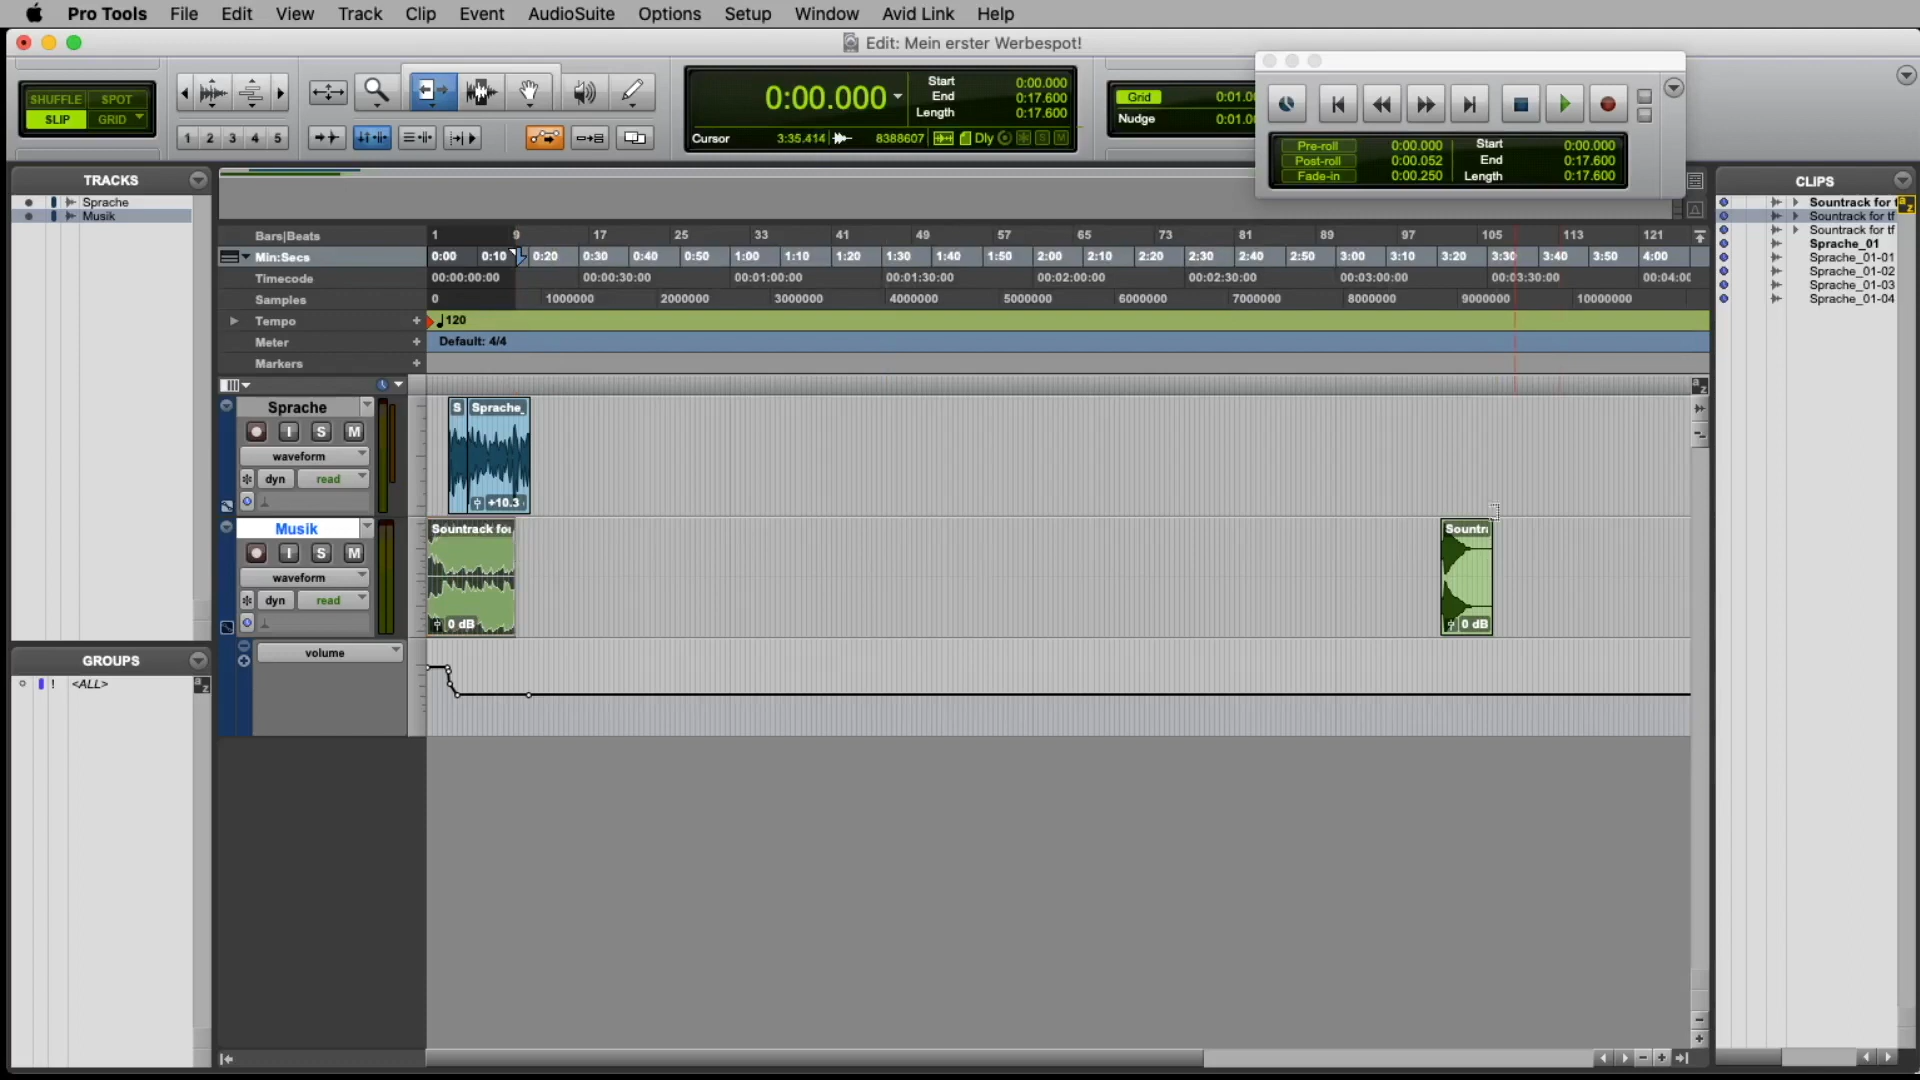 Pro Tools File Edit View Track Clip Event AudioSuite Options Setup Window Avid Link Help
Edit: Mein erster Werbespot!
SHUFFLE SPOT
SLIP GRID
1 2 3 4 5
0:00.000
Start 0:00.000
End 0:17.600
Length 0:17.600
Cursor 3:35.414 8388607 Dly
Grid 0:01.00
Nudge 0:01.00
Pre-roll 0:00.000 Start 0:00.000
Post-roll 0:00.052 End 0:17.600
Fade-in 0:00.250 Length 0:17.600
TRACKS
Sprache
Musik
GROUPS
! <ALL>
CLIPS
Sountrack for t
Sountrack for tf
Sountrack for tf
Sprache_01
Sprache_01-01
Sprache_01-02
Sprache_01-03
Sprache_01-04
Bars|Beats 1 9 17 25 33 41 49 57 65 73 81 89 97 105 113 121
Min:Secs 0:00 0:10 0:20 0:30 0:40 0:50 1:00 1:10 1:20 1:30 1:40 1:50 2:00 2:10 2:20 2:30 2:40 2:50 3:00 3:10 3:20 3:30 3:40 3:50 4:00
Timecode 00:00:00:00 00:00:30:00 00:01:00:00 00:01:30:00 00:02:00:00 00:02:30:00 00:03:00:00 00:03:30:00 00:04:00
Samples 0 1000000 2000000 3000000 4000000 5000000 6000000 7000000 8000000 9000000 10000000
Tempo 120
Meter Default: 4/4
Markers
Sprache
I S M
waveform
dyn read
S Sprache_
+10.3
Musik
I S M
waveform
dyn read
Sountrack for
0 dB
Sountra
0 dB
volume